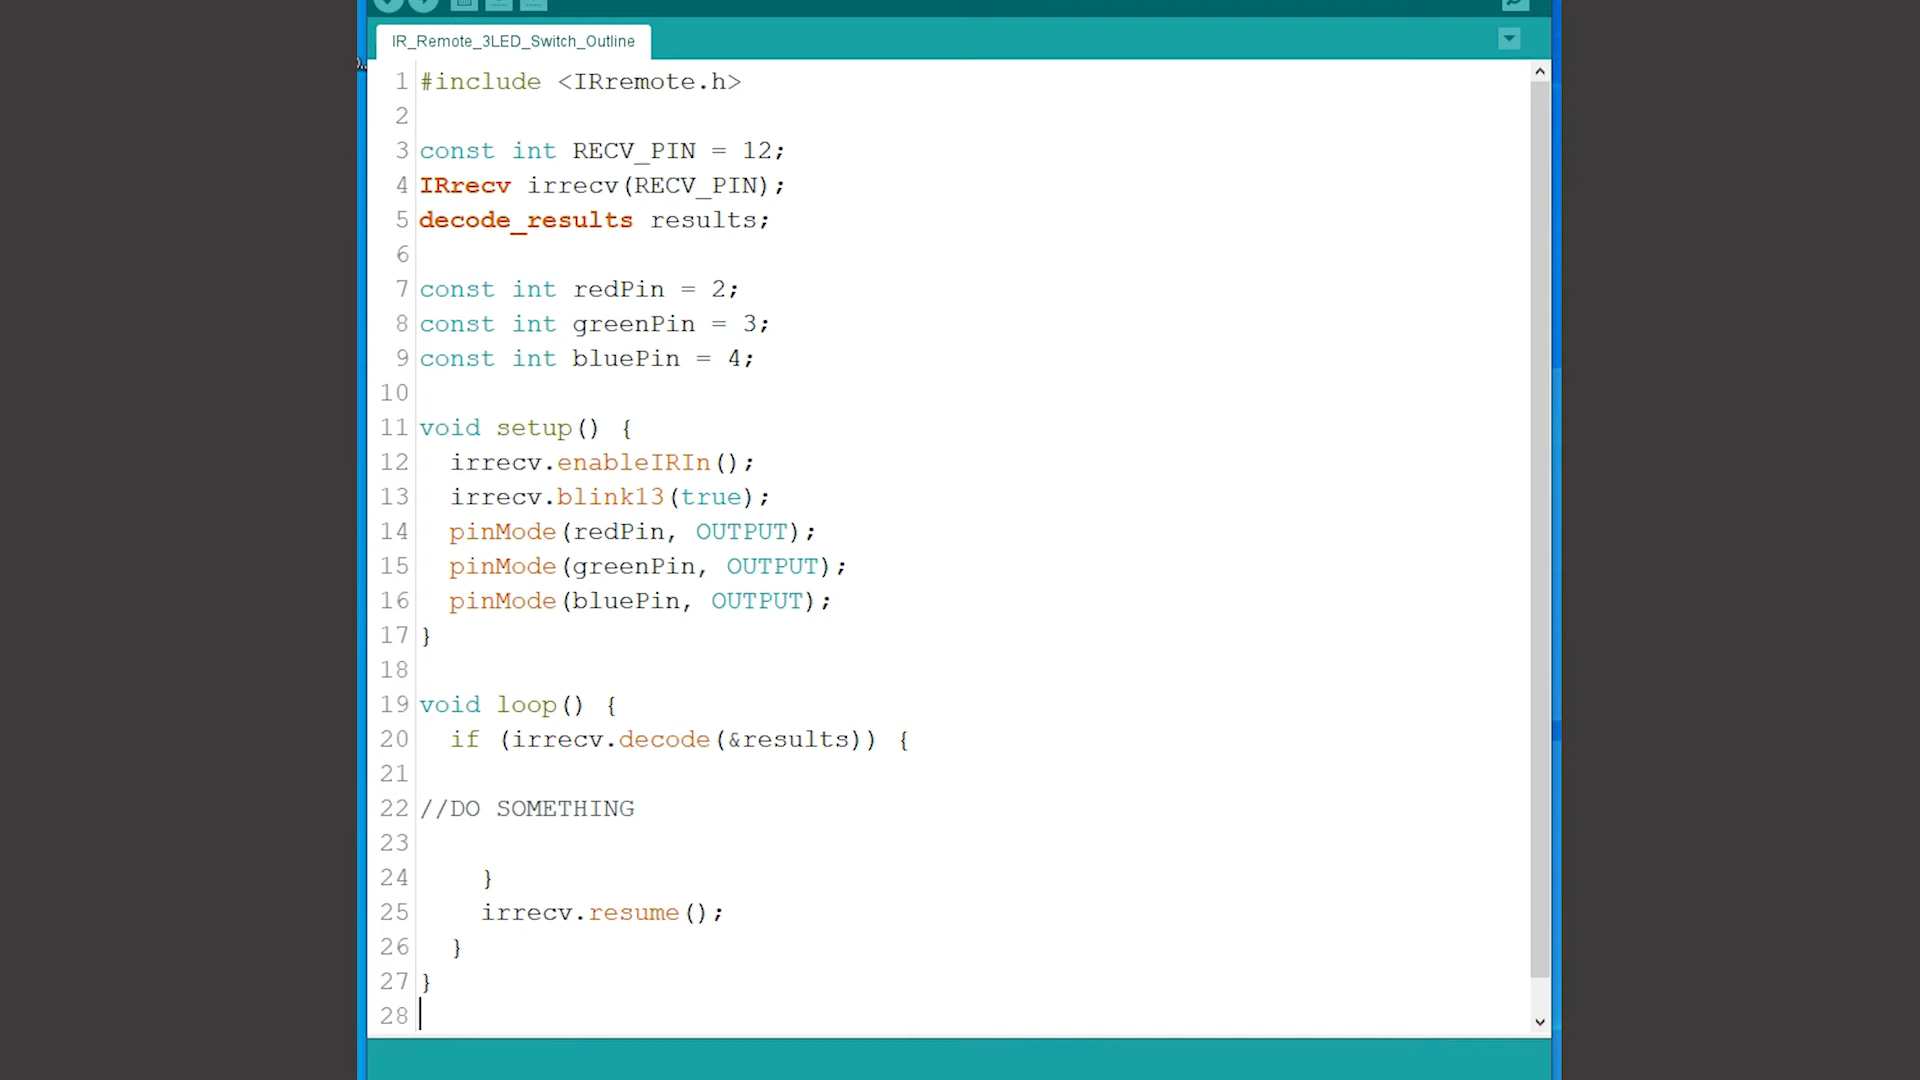 IR_Remote_3LED_Switch_Outline
1 #include <IRremote.h>
2
3 const int RECV_PIN = 12;
4 IRrecv irrecv(RECV_PIN);
5 decode_results results;
6
7 const int redPin = 2;
8 const int greenPin = 3;
9 const int bluePin = 4;
10
11 void setup() {
12   irrecv.enableIRIn();
13   irrecv.blink13(true);
14   pinMode(redPin, OUTPUT);
15   pinMode(greenPin, OUTPUT);
16   pinMode(bluePin, OUTPUT);
17 }
18
19 void loop() {
20   if (irrecv.decode(&results)) {
21
22 //DO SOMETHING
23
24     }
25     irrecv.resume();
26   }
27 }
28